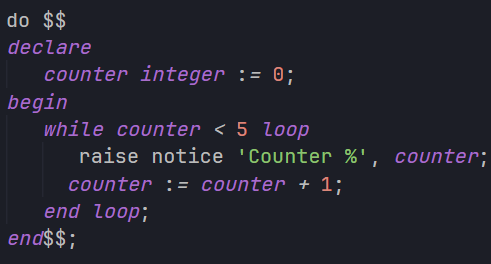 do $$
declare
   counter integer := 0;
begin
   while counter < 5 loop
      raise notice 'Counter %', counter;
     counter := counter + 1;
   end loop;
end$$;